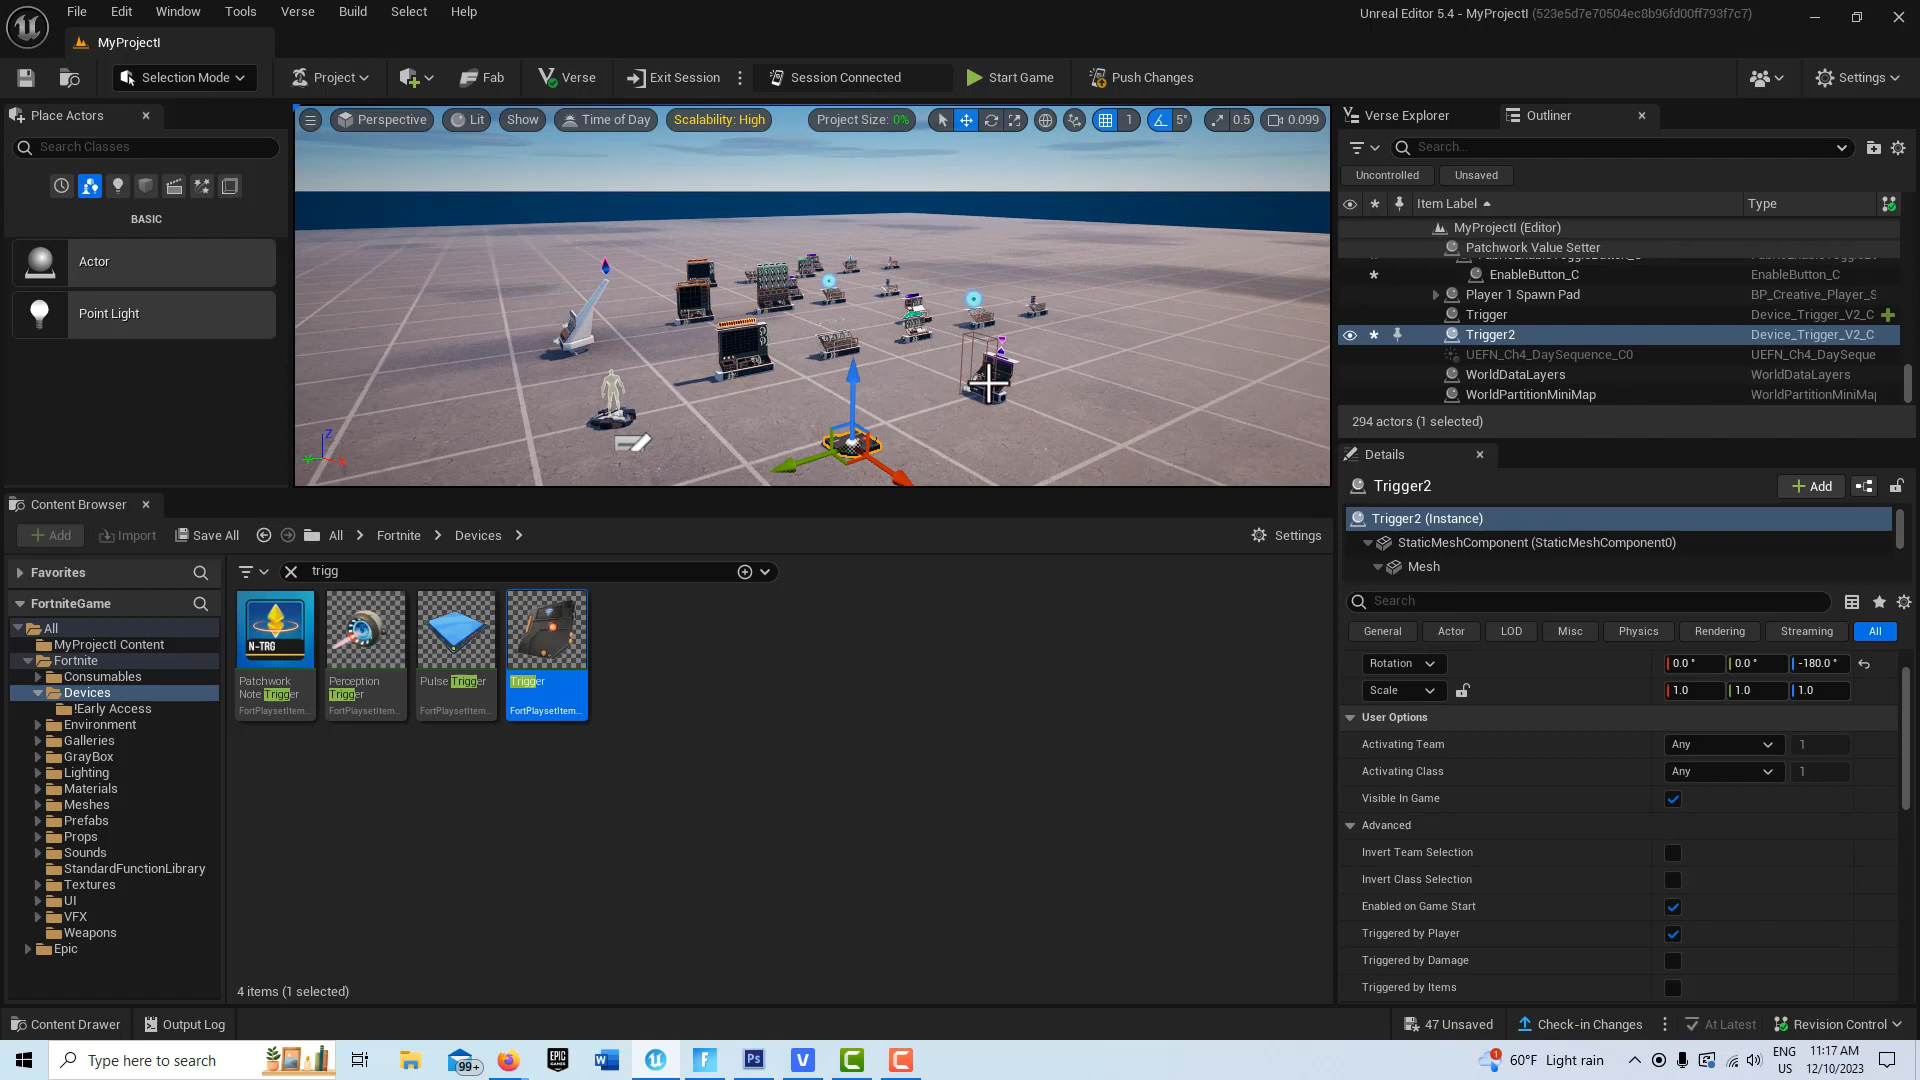 File Edit Window Tools Verse Build Select Help
Unreal Editor 5.4 - MyProjectI (523e5d7e70504ec8b96fd00ff793f7c7)
MyProjectI
Selection Mode Project Fab Verse Exit Session Session Connected Start Game Push Changes Settings
Place Actors
Search Classes
BASIC
Actor
Point Light
Perspective Lit Show Time of Day Scalability: High Project Size: 0% 1 5° 0.5 0.099
Verse Explorer Outliner
Search...
Uncontrolled Unsaved
Item Label Type
MyProjectI (Editor)
Patchwork Value Setter
EnableButton_C EnableButton_C
Player 1 Spawn Pad BP_Creative_Player_S
Trigger Device_Trigger_V2_C
Trigger2 Device_Trigger_V2_C
UEFN_Ch4_DaySequence_C0 UEFN_Ch4_DaySeque
WorldDataLayers WorldDataLayers
WorldPartitionMiniMap WorldPartitionMiniMa
294 actors (1 selected)
Details
Trigger2
Add
Trigger2 (Instance)
StaticMeshComponent (StaticMeshComponent0)
Mesh
Search
General Actor LOD Misc Physics Rendering Streaming All
Rotation 0.0 ° 0.0 ° -180.0 °
Scale 1.0 1.0 1.0
User Options
Activating Team Any 1
Activating Class Any 1
Visible In Game
Advanced
Invert Team Selection
Invert Class Selection
Enabled on Game Start
Triggered by Player
Triggered by Damage
Triggered by Items
Content Browser
Add Import Save All All Fortnite Devices Settings
Favorites
FortniteGame
All
MyProjectI Content
Fortnite
Consumables
Devices
!Early Access
Environment
Galleries
GrayBox
Lighting
Materials
Meshes
Prefabs
Props
Sounds
StandardFunctionLibrary
Textures
UI
VFX
Weapons
Epic
trigg
N-TRG
Patchwork Note Trigger
FortPlaysetItem...
Perception Trigger
FortPlaysetItem...
Pulse Trigger
FortPlaysetItem...
Trigger
FortPlaysetItem...
4 items (1 selected)
Content Drawer Output Log 47 Unsaved Check-in Changes At Latest Revision Control
Type here to search
99+
EPIC
GAMES
60°F Light rain
ENG
US
11:17 AM
12/10/2023